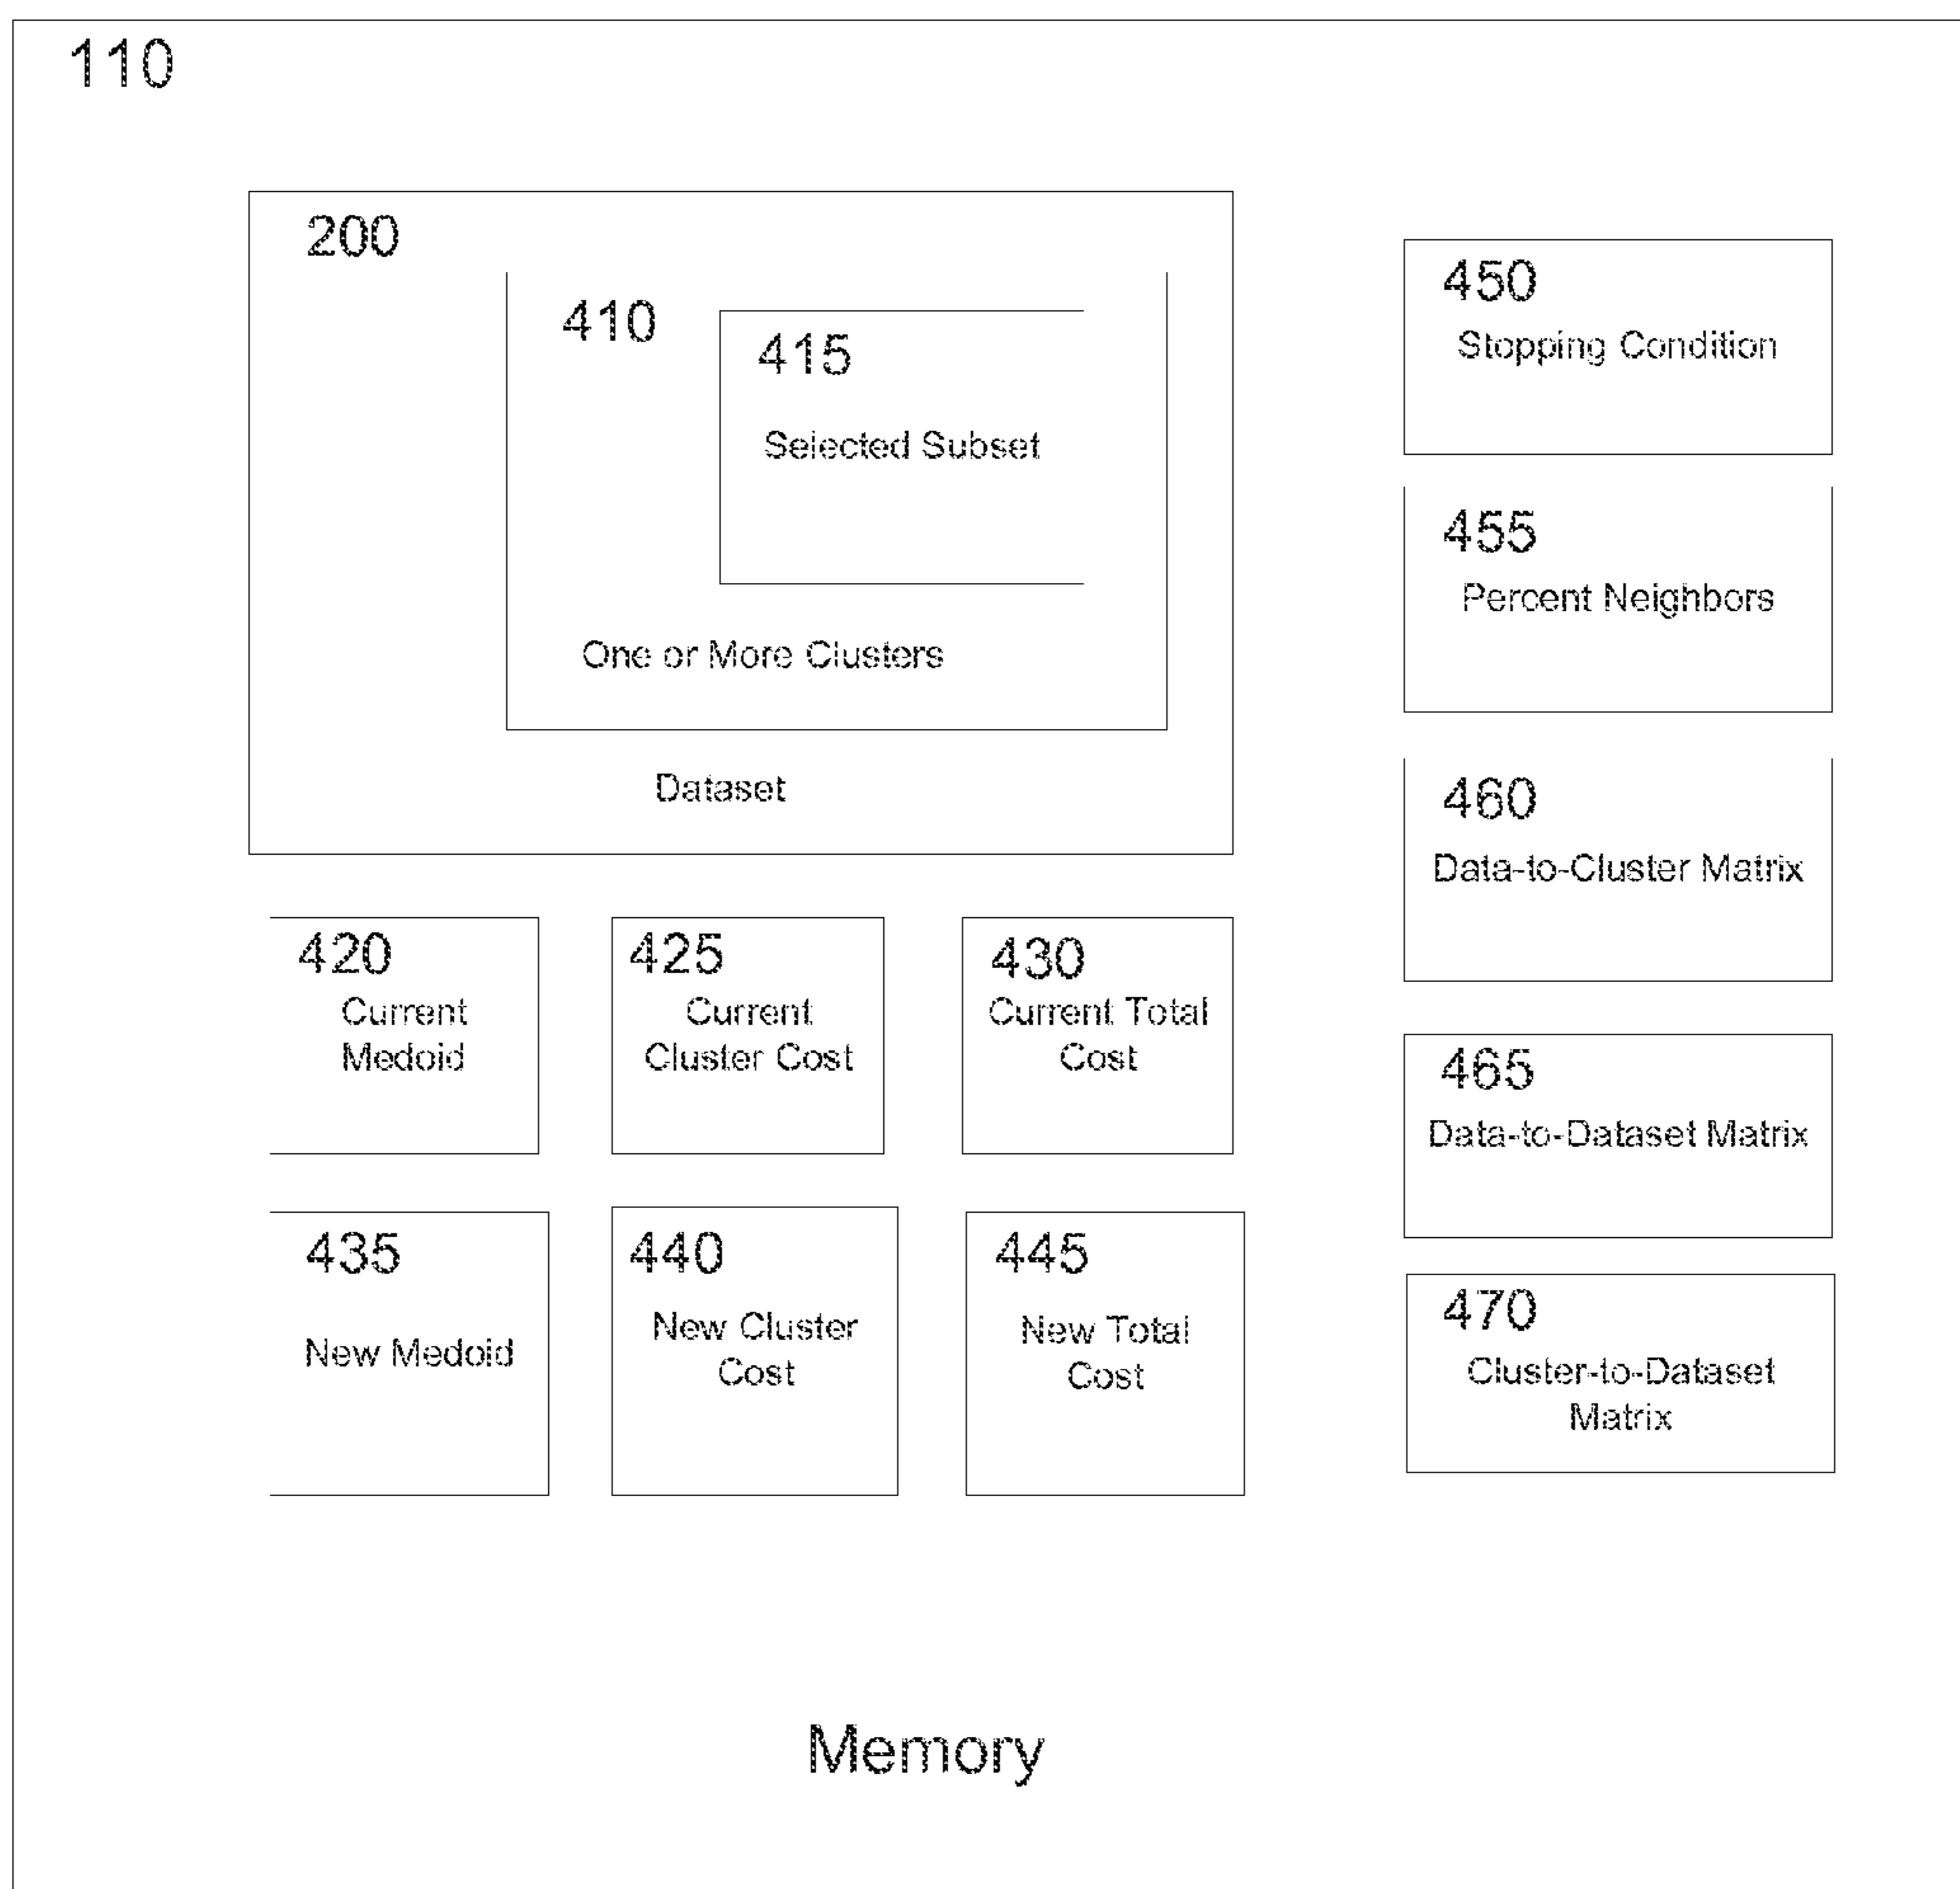 110
200
410
415
Selected Subset
One or More Clusters
Dataset
420
Current
Medoid
425
Current
Cluster Cost
430
Current Total
Cost
435
New Medoid
440
New Cluster
Cost
445
New Total
Cost
450
Stopping Condition
455
Percent Neighbors
460
Data-to-Cluster Matrix
465
Data-to-Dataset Matrix
470
Cluster-to-Dataset
Matrix
Memory